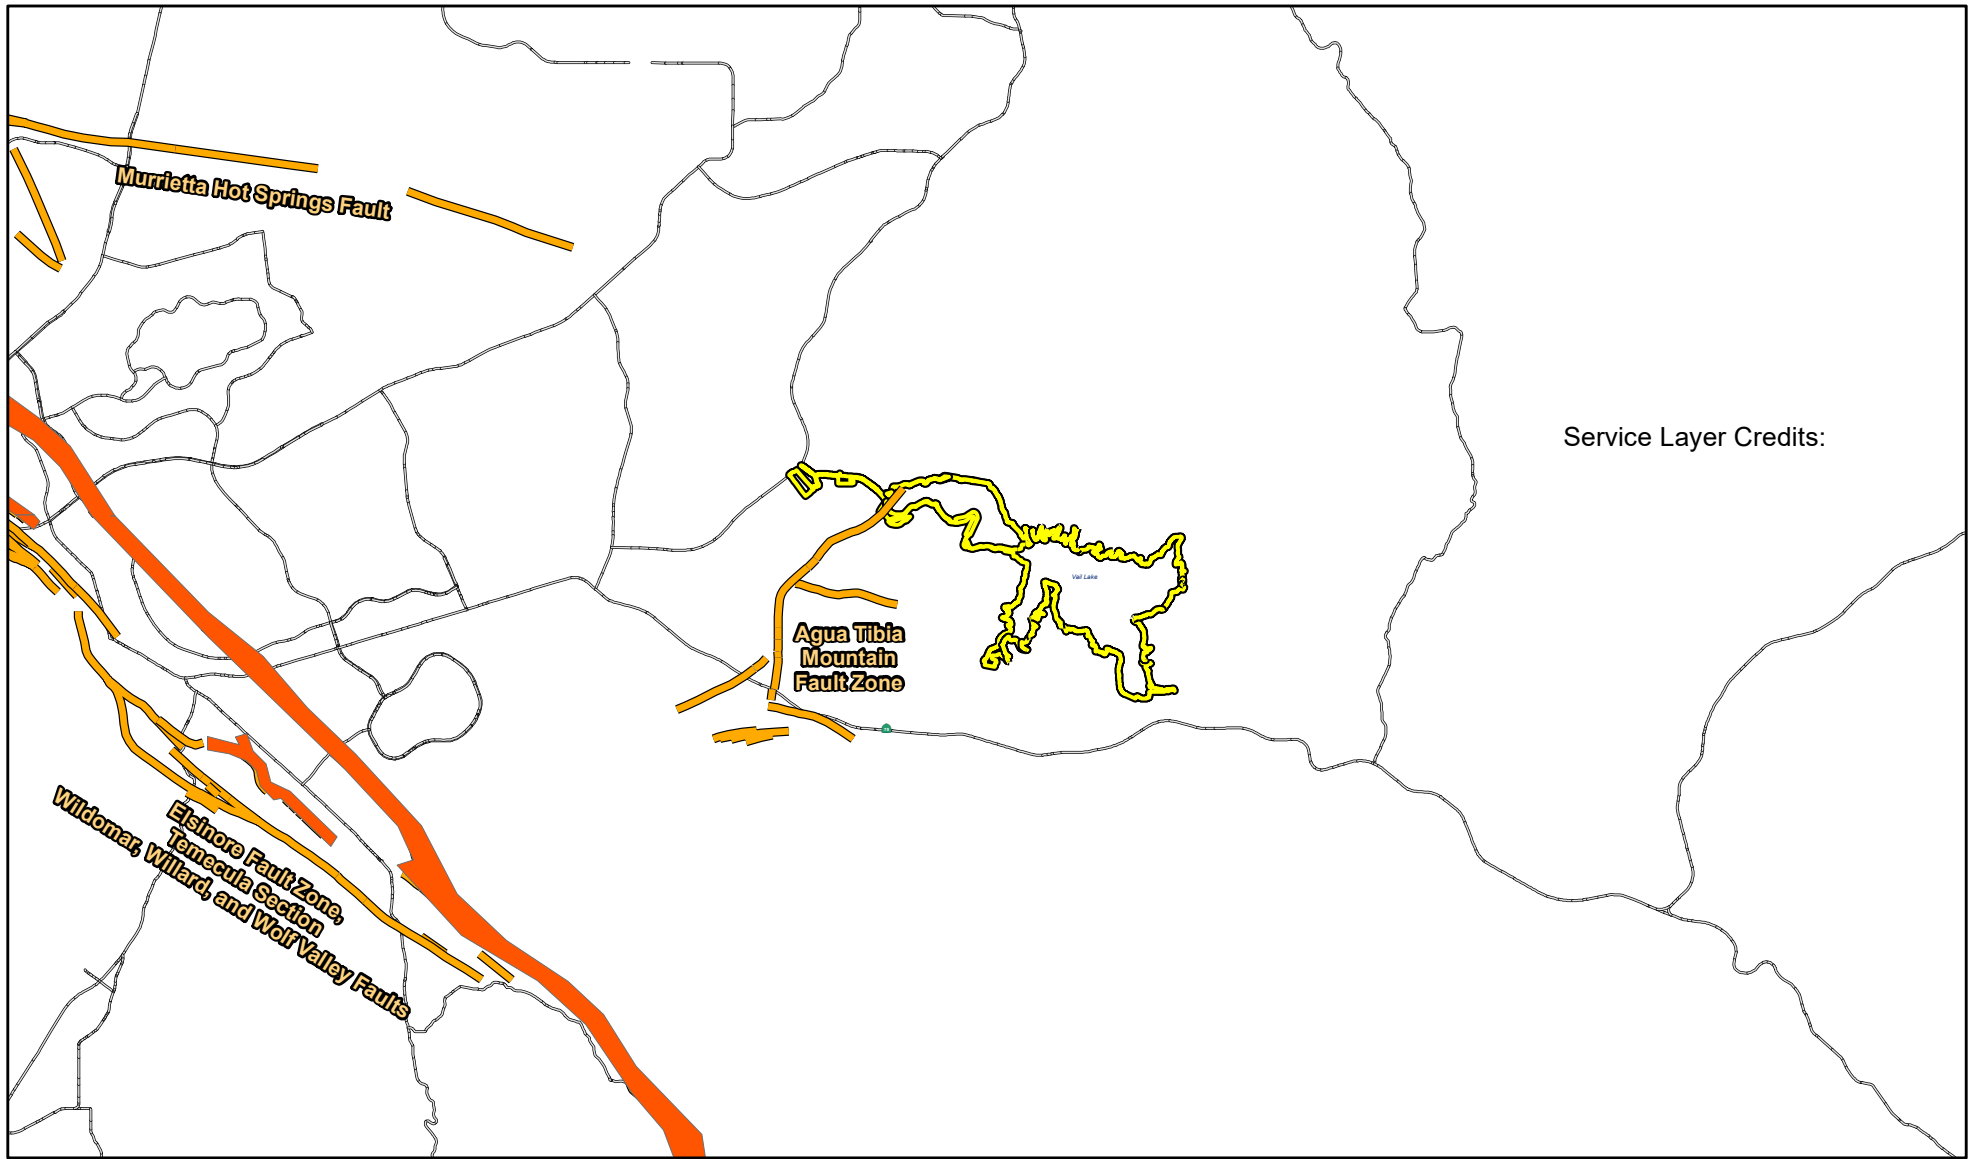 Murrietta Hot Springs Fault
Service Layer Credits:
Vail Lake
Agua Tibia
Mountain
Fault Zone
Elsinore Fault Zone,
Temecula Section
Wildomar, Willard, and Wolf Valley Faults